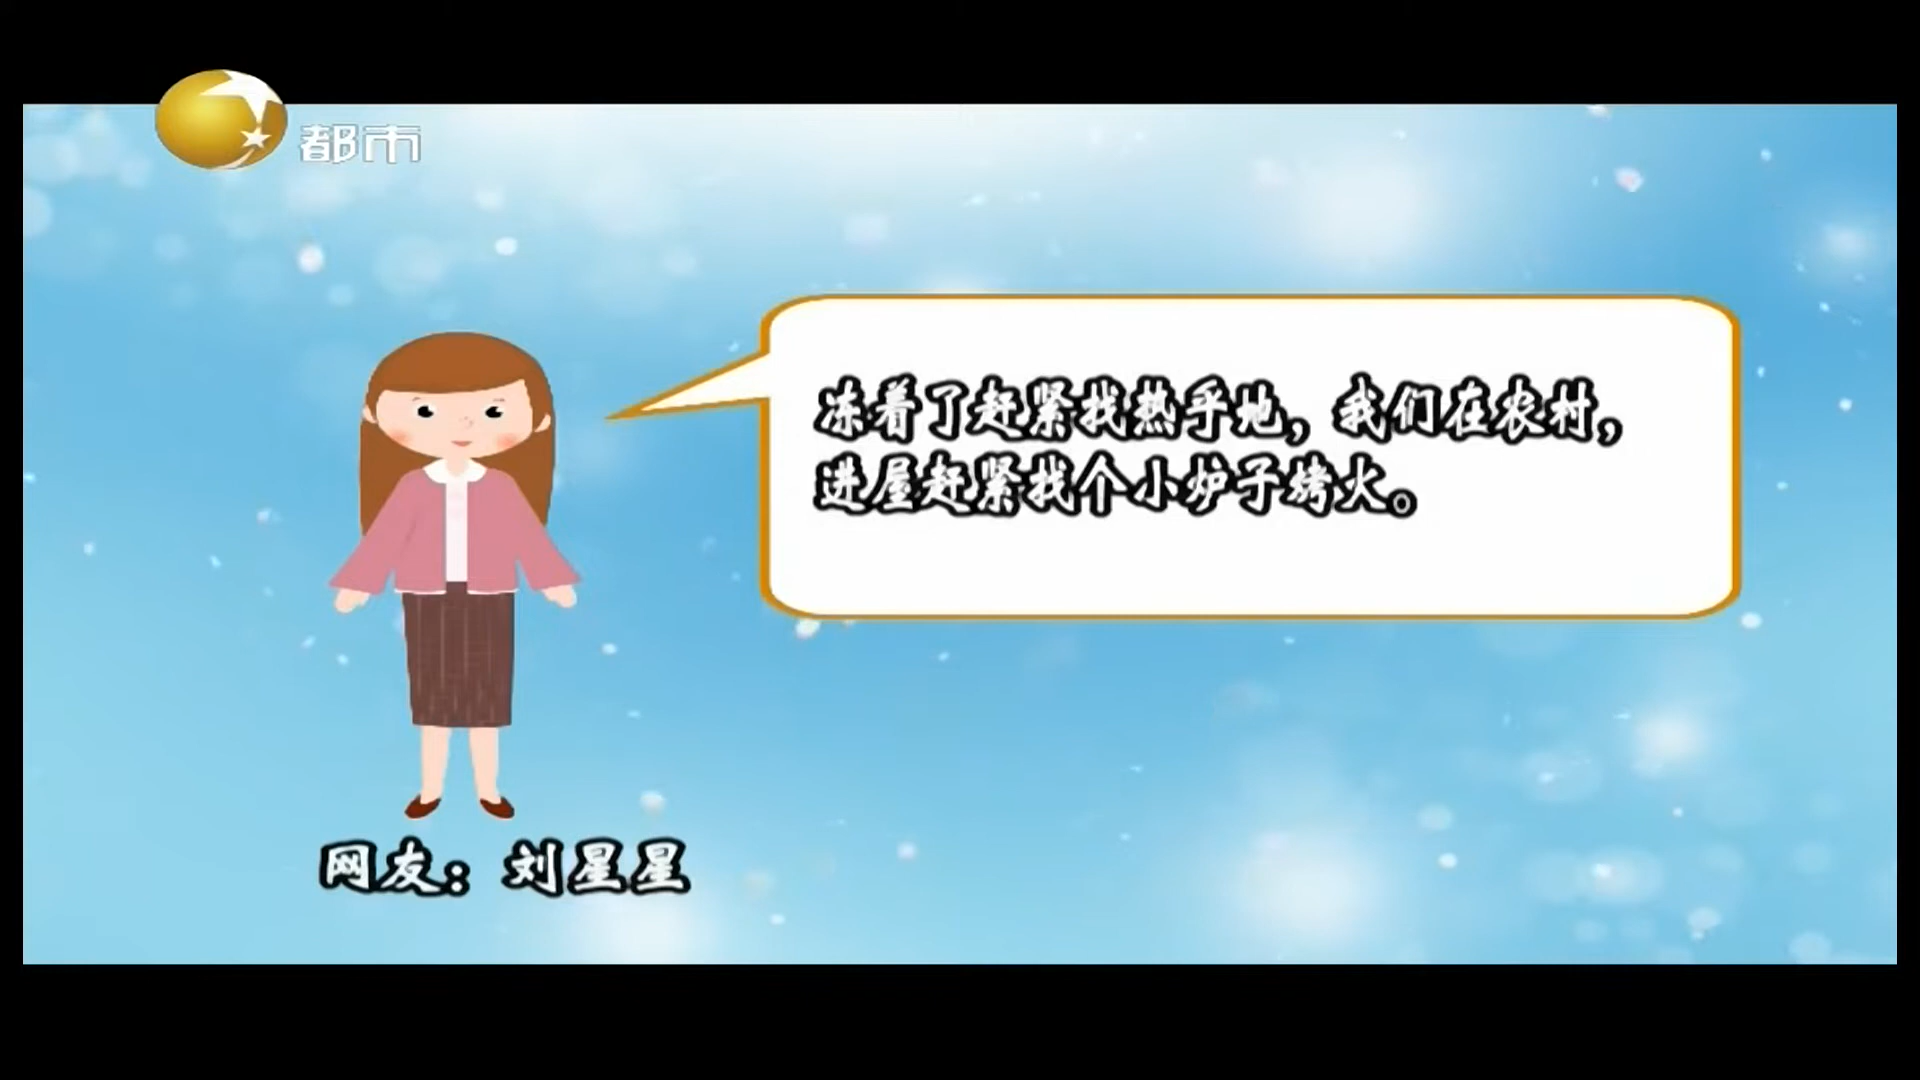 都市
冻着了赶紧找热乎地，我们在农村，
进屋赶紧找个小炉子烤火。
网友：刘星星